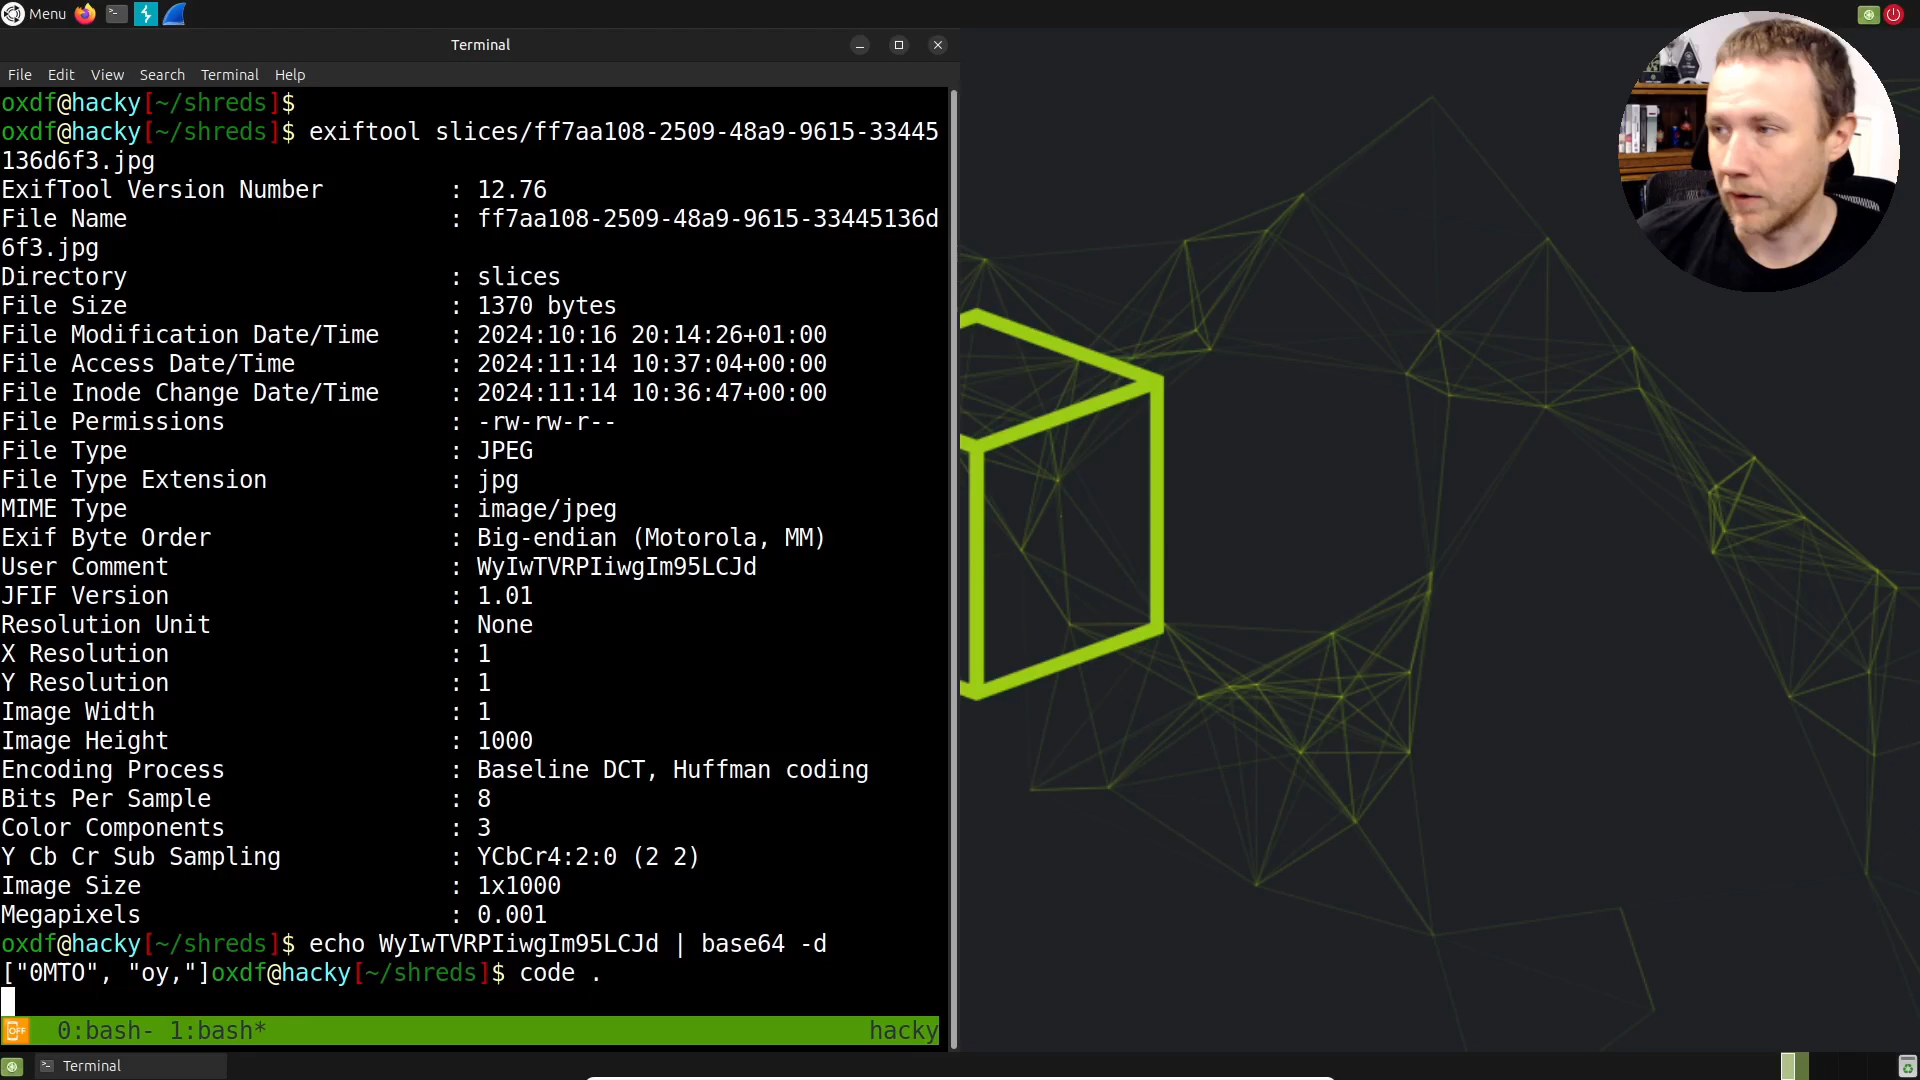 Menu
Terminal
File Edit View Search Terminal Help
oxdf@hacky[~/shreds]$
oxdf@hacky[~/shreds]$ exiftool slices/ff7aa108-2509-48a9-9615-33445
136d6f3.jpg
ExifTool Version Number : 12.76
File Name : ff7aa108-2509-48a9-9615-33445136d
6f3.jpg
Directory : slices
File Size : 1370 bytes
File Modification Date/Time : 2024:10:16 20:14:26+01:00
File Access Date/Time : 2024:11:14 10:37:04+00:00
File Inode Change Date/Time : 2024:11:14 10:36:47+00:00
File Permissions : -rw-rw-r--
File Type : JPEG
File Type Extension : jpg
MIME Type : image/jpeg
Exif Byte Order : Big-endian (Motorola, MM)
User Comment : WyIwTVRPIiwgIm95LCJd
JFIF Version : 1.01
Resolution Unit : None
X Resolution : 1
Y Resolution : 1
Image Width : 1
Image Height : 1000
Encoding Process : Baseline DCT, Huffman coding
Bits Per Sample : 8
Color Components : 3
Y Cb Cr Sub Sampling : YCbCr4:2:0 (2 2)
Image Size : 1x1000
Megapixels : 0.001
oxdf@hacky[~/shreds]$ echo WyIwTVRPIiwgIm95LCJd | base64 -d
["0MTO", "oy,"]oxdf@hacky[~/shreds]$ code .
OFF 0:bash- 1:bash* hacky
Terminal